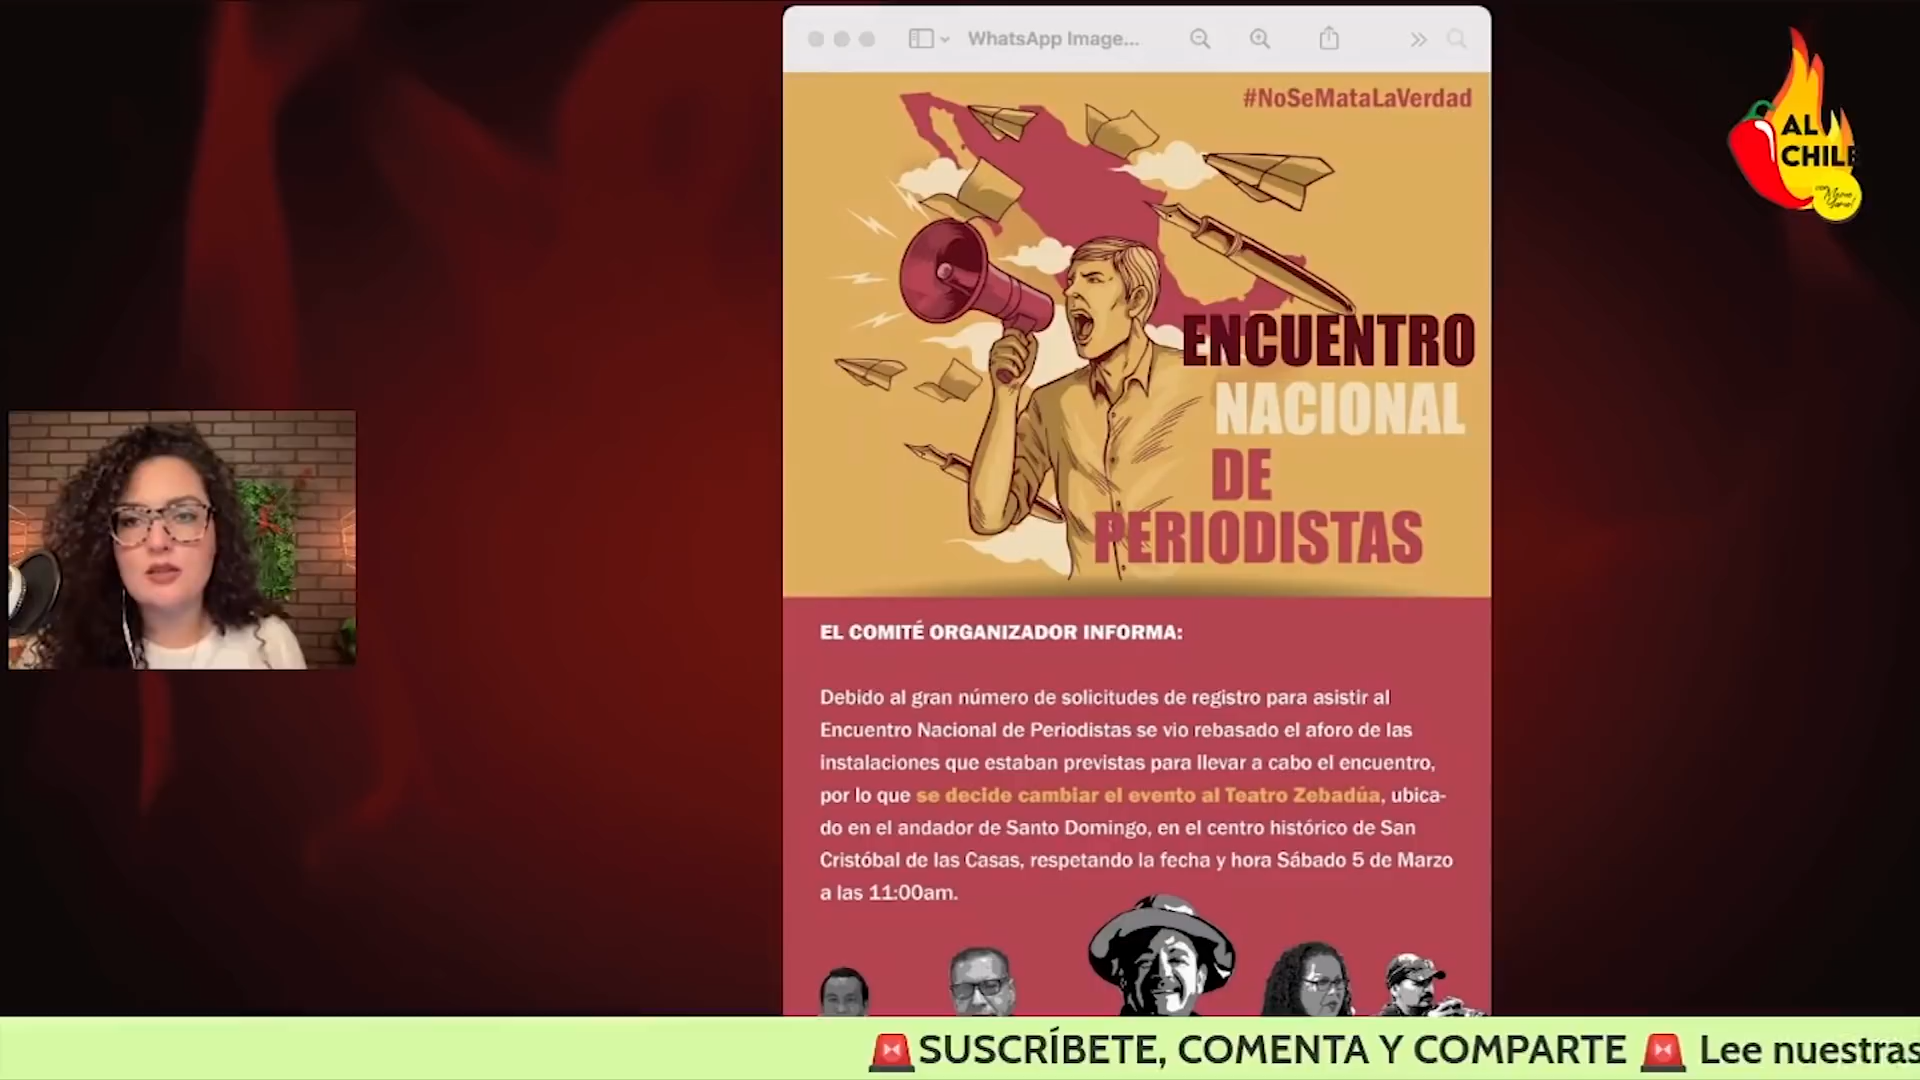 WhatsApp Image...
#NoSeMataLaVerdad
AL
CHILE
ENCUENTRO
NACIONAL
DE
PERIODISTAS
EL COMITÉ ORGANIZADOR INFORMA:
Debido al gran número de solicitudes de registro para asistir al
Encuentro Nacional de Periodistas se vio rebasado el aforo de las
instalaciones que estaban previstas para llevar a cabo el encuentro,
por lo que se decide cambiar el evento al Teatro Zebadúa, ubica-
do en el andador de Santo Domingo, en el centro histórico de San
Cristóbal de las Casas, respetando la fecha y hora Sábado 5 de Marzo
a las 11:00am.
SUSCRÍBETE, COMENTA Y COMPARTE Lee nuestras